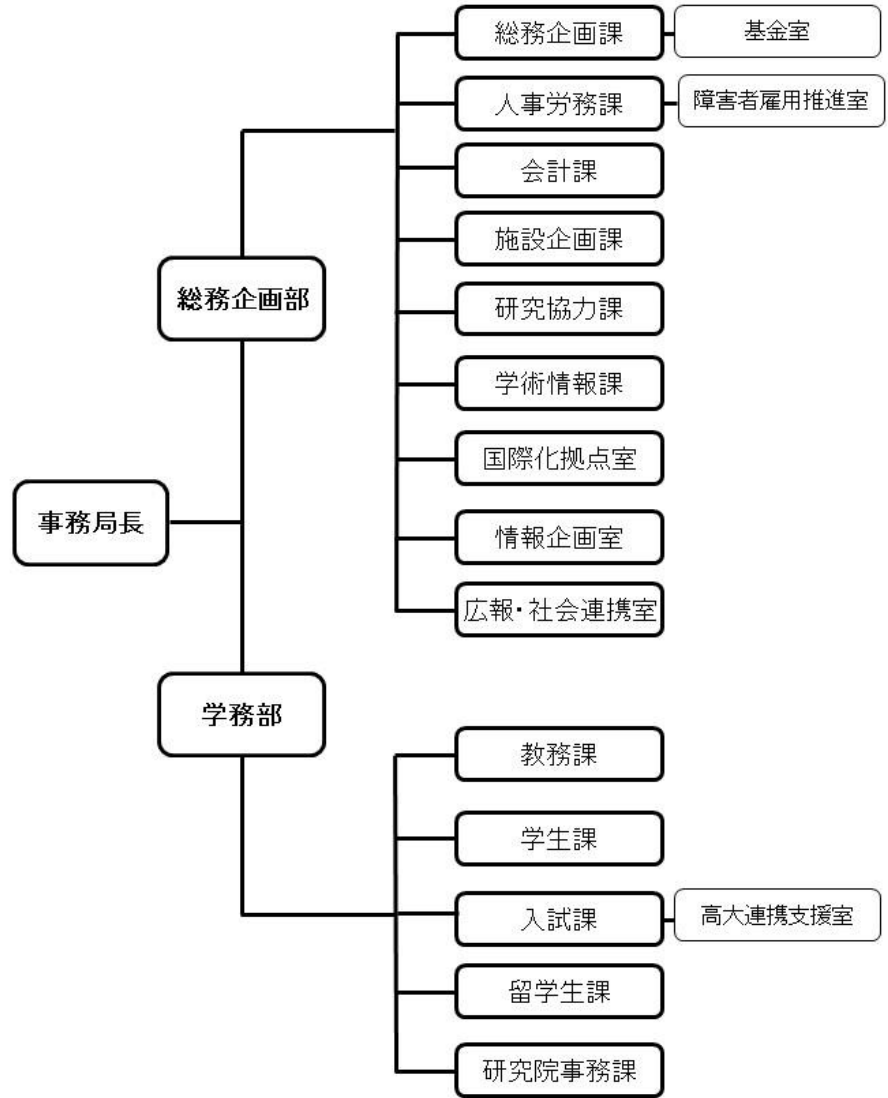 総務企画課
基金室
人事労務課
障害者雇用推進室
会計課
施設企画課
総務企画部
研究協力課
学術情報課
国際化拠点室
事務局長
情報企画室
広報・社会連携室
学務部
教務課
学生課
入試課
高大連携支援室
留学生課
研究院事務課